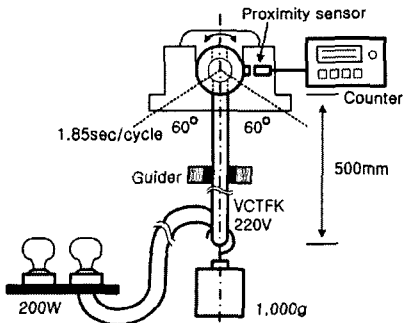 Proximity sensor
Counter
1.85sec/cycle
60°
60°
500mm
Guider
VCTFK
220V
200W
1,000g